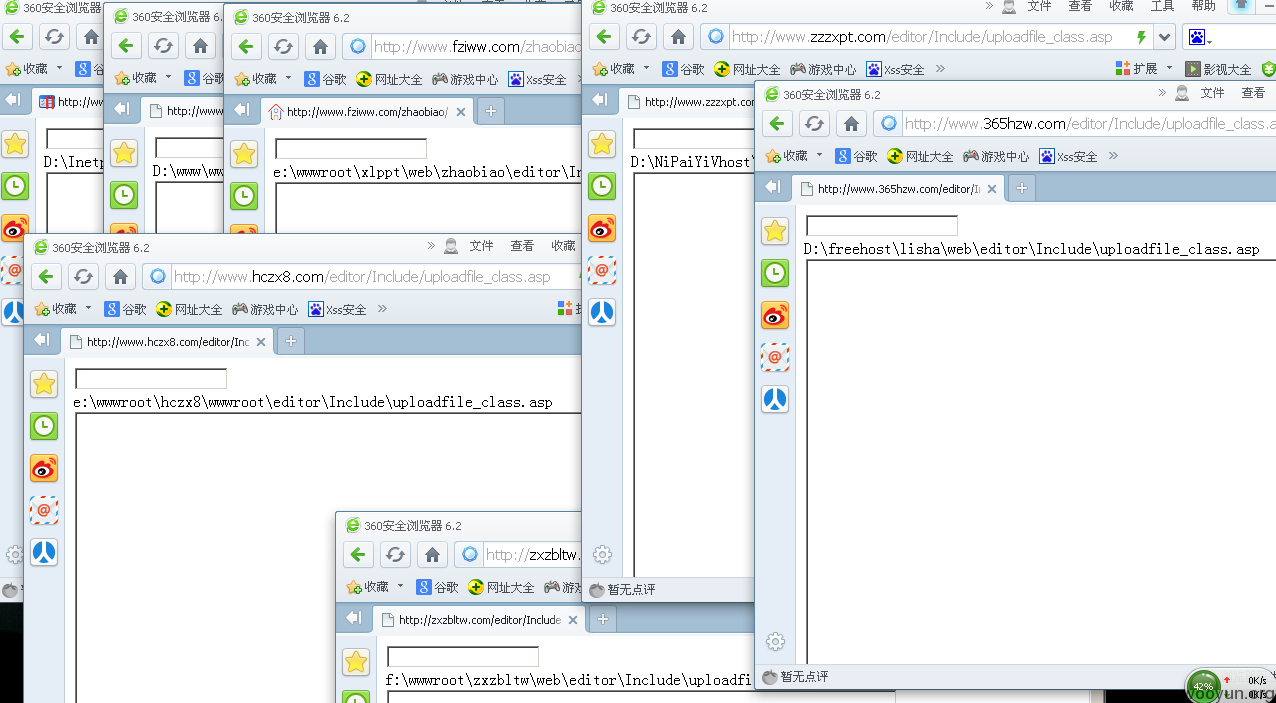 360安全浏览器
http://www
D:\Inetp
360安全浏览器 6.
收藏 谷歌
http://www
D:\www\w
360安全浏览器 6.2
http://www.fziww.com/zhaobiao
收藏 谷歌 网址大全 游戏中心 Xss安全 »
http://www.fziww.com/zhaobiao/
e:\wwwroot\xlppt\web\zhaobiao\editor\In
360安全浏览器 6.2 » 文件 查看 收藏 工具 帮助
http://www.zzzxpt.com/editor/Include/uploadfile_class.asp
收藏 谷歌 网址大全 游戏中心 Xss安全 » 扩展 影视大全
http://www.zzzxpt.com
D:\NiPaiYiVhost\
暂无点评
360安全浏览器 6.2 » 文件 查看
http://www.365hzw.com/editor/Include/uploadfile_class.a
收藏 谷歌 网址大全 游戏中心 Xss安全 »
http://www.365hzw.com/editor/I
D:\freehost\lisha\web\editor\Include\uploadfile_class.asp
暂无点评
360安全浏览器 6.2 » 文件 查看 收藏
http://www.hczx8.com/editor/Include/uploadfile_class.asp
收藏 谷歌 网址大全 游戏中心 Xss安全 »
http://www.hczx8.com/editor/Inc
:\wwwroot\hczx8\wwwroot\editor\Include\uploadfile_class.asp
360安全浏览器 6.2
http://zxzbltw.
收藏 谷歌 网址大全 游戏
http://zxzbltw.com/editor/Include
f:\wwwroot\zxzbltw\web\editor\Include\uploadfi
42% 0K/s
0K/s
wooyun.org